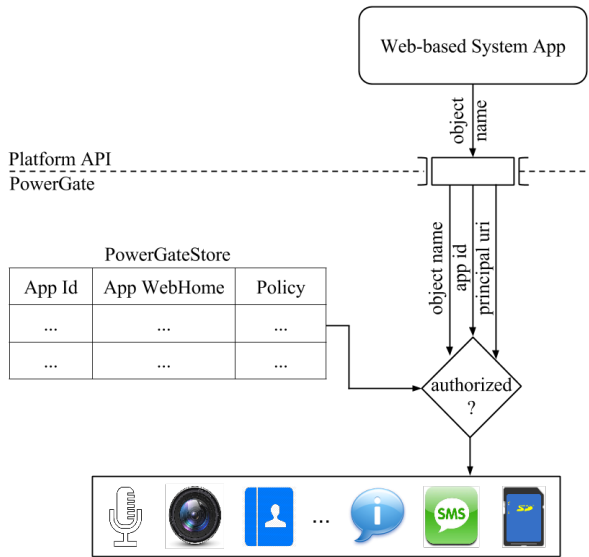 Web-based System App
object
name
Platform API
PowerGate
object name
app id
principal uri
PowerGateStore
App Id App WebHome Policy
... ... ...
... ... ...
authorized
?
...
i
SMS
SD